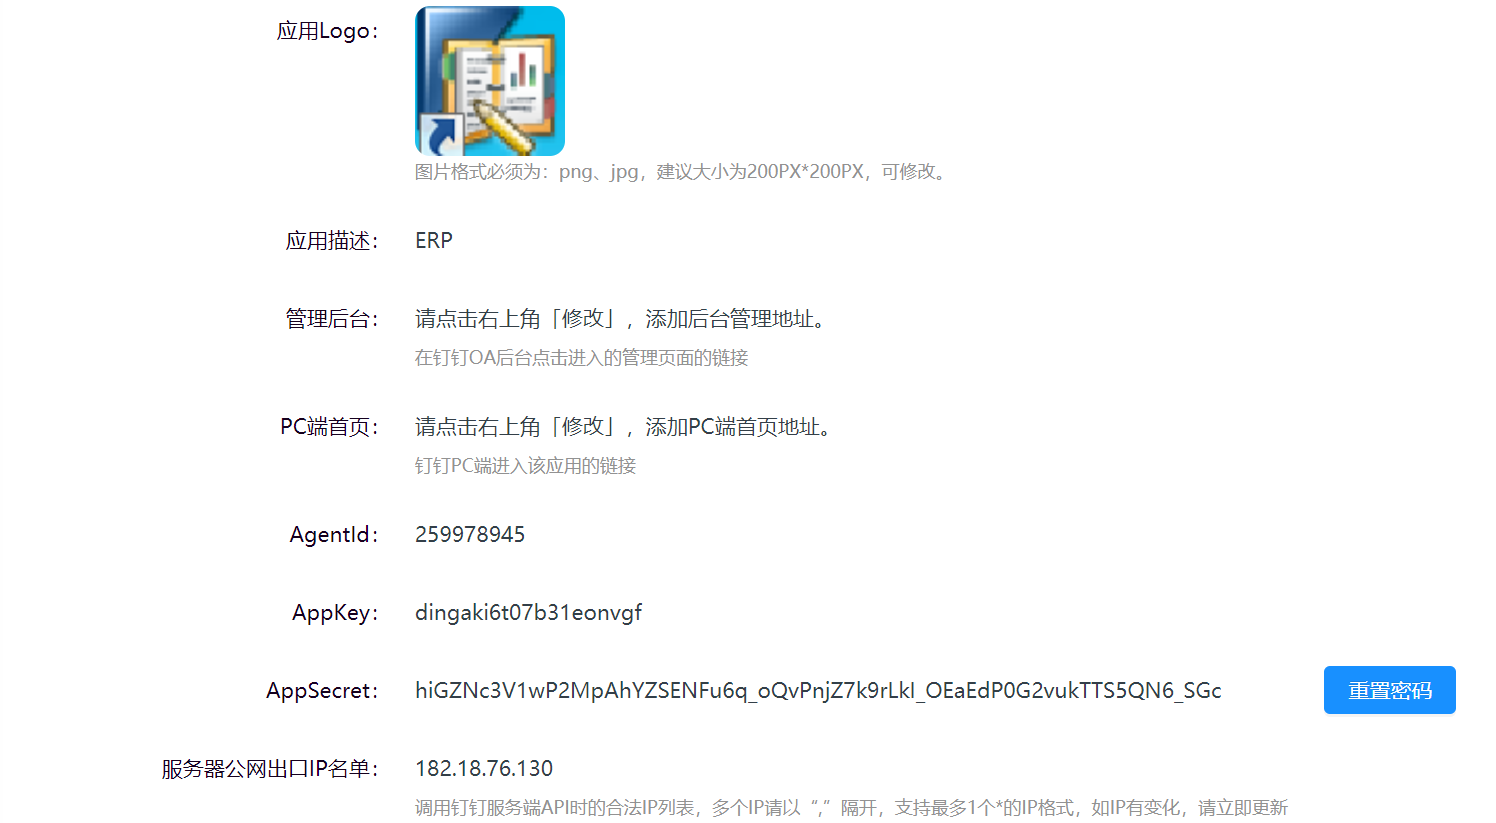 应用Logo：
图片格式必须为：png、jpg，建议大小为200PX*200PX，可修改。
应用描述： ERP
管理后台： 请点击右上角「修改」，添加后台管理地址。
在钉钉OA后台点击进入的管理页面的链接
PC端首页： 请点击右上角「修改」，添加PC端首页地址。
钉钉PC端进入该应用的链接
AgentId： 259978945
AppKey： dingaki6t07b31eonvgf
AppSecret： hiGZNc3V1wP2MpAhYZSENFu6q_oQvPnjZ7k9rLkI_OEaEdP0G2vukTTS5QN6_SGc 重置密码
服务器公网出口IP名单： 182.18.76.130
调用钉钉服务端API时的合法IP列表，多个IP请以“,”隔开，支持最多1个*的IP格式，如IP有变化，请立即更新